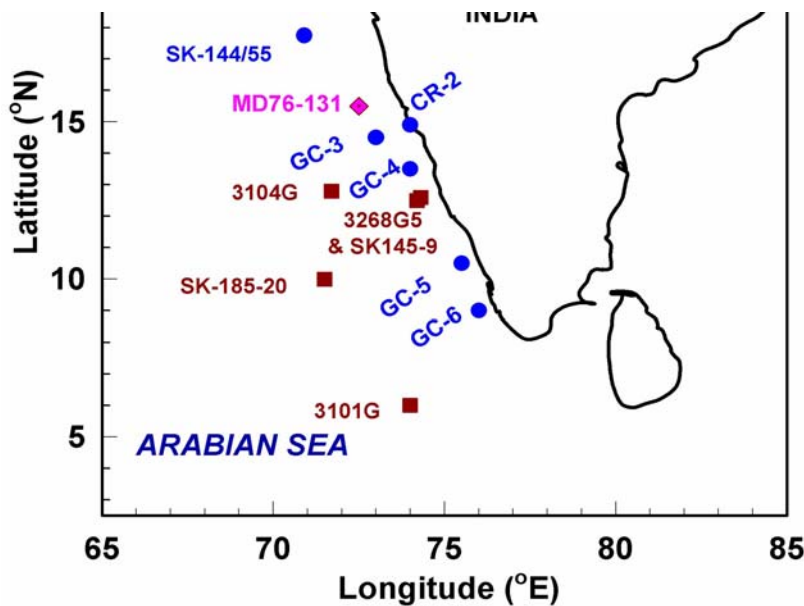 INDIA
SK-144/55
MD76-131
CR-2
GC-3
GC-4
3104G
3268G5
& SK145-9
SK-185-20
GC-5
GC-6
3101G
ARABIAN SEA
15
10
5
Latitude (°N)
65 70 75 80 85
Longitude (°E)